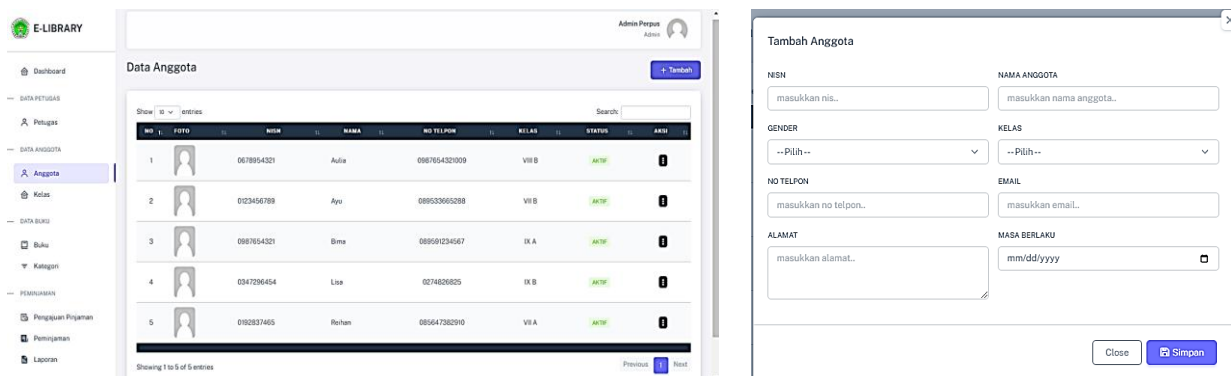 E-LIBRARY
Dashboard
DATA PETUGAS
Petugas
DATA ANGGOTA
Anggota
Kelas
DATA BUKU
Buku
Kategori
PEMINJAMAN
Pengajuan Pinjaman
Peminjaman
Laporan
Admin Perpus
Admin
Data Anggota
+ Tambah
Show 10 entries
Search:
NO FOTO NISN NAMA NO TELPON KELAS STATUS AKSI
1 0678954321 Aulia 0987654321009 VIII B AKTIF
2 0123456789 Ayu 089533665288 VII B AKTIF
3 0987654321 Bima 089591234567 IX A AKTIF
4 0347296454 Lisa 0274826825 IX B AKTIF
5 0192837465 Reihan 085647382910 VII A AKTIF
Showing 1 to 5 of 5 entries
Previous 1 Next
Tambah Anggota
NISN
masukkan nis..
NAMA ANGGOTA
masukkan nama anggota..
GENDER
--Pilih--
KELAS
--Pilih--
NO TELPON
masukkan no telpon..
EMAIL
masukkan email..
ALAMAT
masukkan alamat..
MASA BERLAKU
mm/dd/yyyy
Close
Simpan